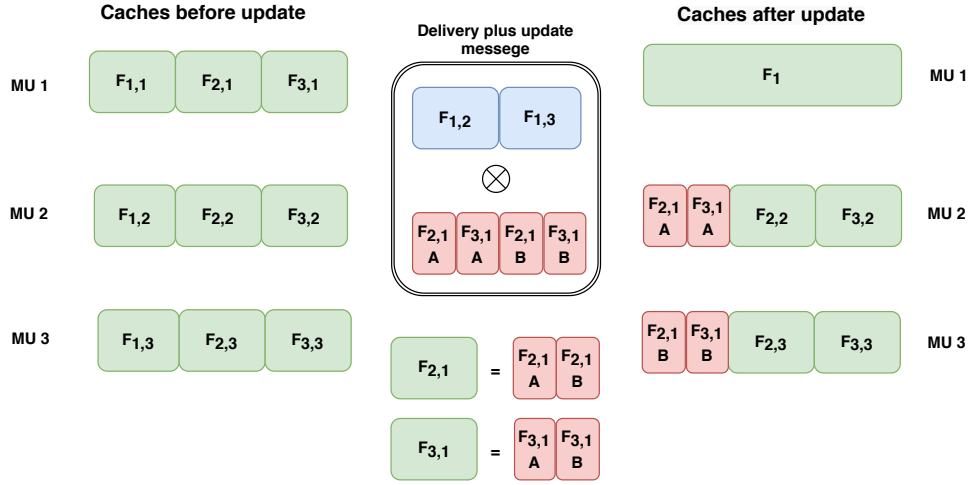 Caches before update
Delivery plus update
messege
Caches after update
MU 1
F1,1
F2,1
F3,1
F1,2
F1,3
F1
MU 1
MU 2
F1,2
F2,2
F3,2
F2,1
A
F3,1
A
F2,1
B
F3,1
B
F2,1
A
F3,1
A
F2,2
F3,2
MU 2
MU 3
F1,3
F2,3
F3,3
F2,1
B
F3,1
B
F2,3
F3,3
MU 3
F2,1
=
F2,1
A
F2,1
B
F3,1
=
F3,1
A
F3,1
B